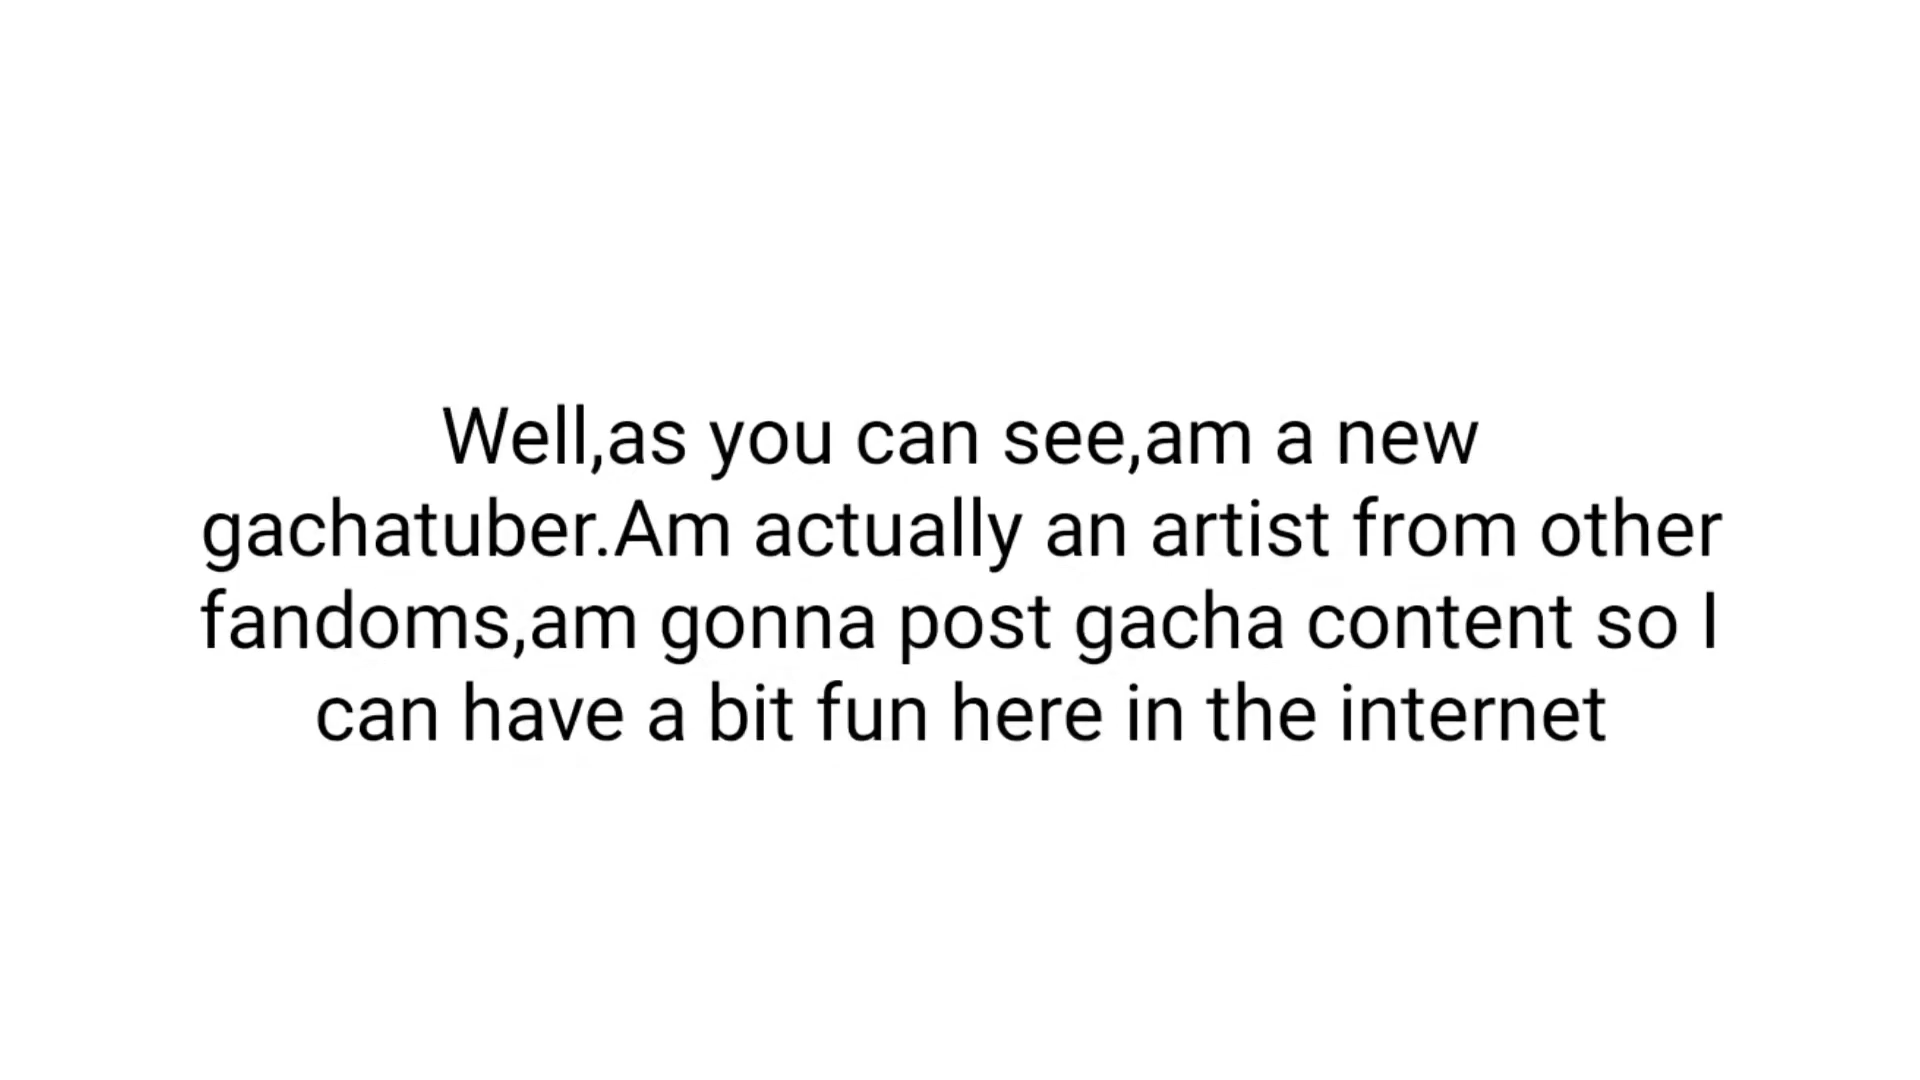 Well,as you can see,am a new
gachatuber.Am actually an artist from other
fandoms,am gonna post gacha content so I
can have a bit fun here in the internet